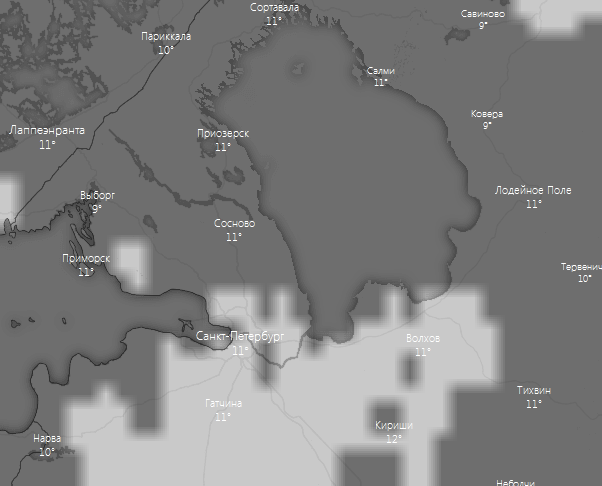 Сортавала
11°
Савиново
9°
Париккала
10°
Салми
11°
Ковера
9°
Лаппеэнранта
11°
Приозерск
11°
Выборг
9°
Лодейное Поле
11°
Сосново
11°
Приморск
11°
Тервенич
10°
Санкт-Петербург
11°
Волхов
11°
Тихвин
11°
Гатчина
11°
Кириши
12°
Нарва
10°
Неболчи